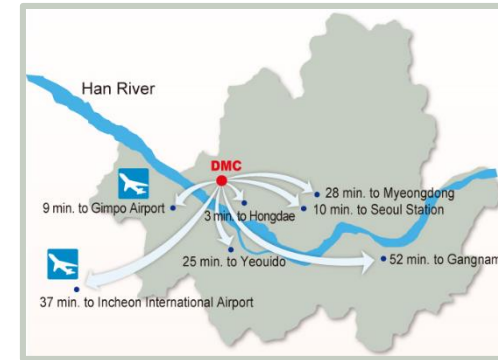 Han River
DMC
28 min. to Myeongdong
9 min. to Gimpo Airport
3 min. to Hongdae
10 min. to Seoul Station
25 min. to Yeouido
52 min. to Gangnam
37 min. to Incheon International Airport